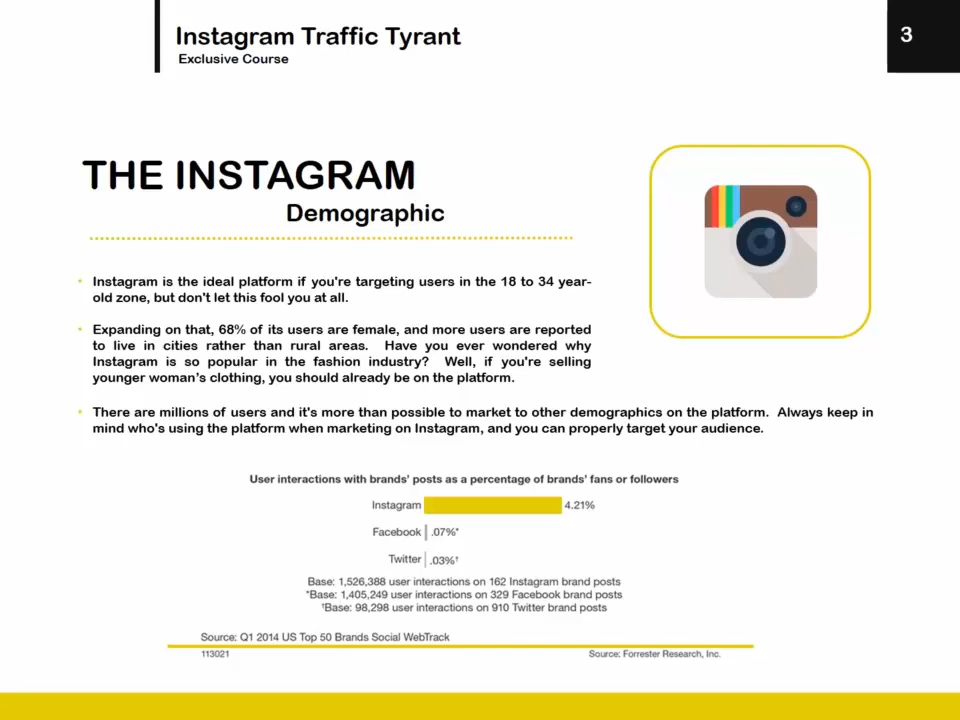 Instagram Traffic Tyrant
Exclusive Course
3
THE INSTAGRAM
Demographic
• Instagram is the ideal platform if you're targeting users in the 18 to 34 year-
old zone, but don't let this fool you at all.
• Expanding on that, 68% of its users are female, and more users are reported
to live in cities rather than rural areas. Have you ever wondered why
Instagram is so popular in the fashion industry? Well, if you're selling
younger woman's clothing, you should already be on the platform.
• There are millions of users and it's more than possible to market to other demographics on the platform. Always keep in
mind who's using the platform when marketing on Instagram, and you can properly target your audience.
User interactions with brands' posts as a percentage of brands' fans or followers
Instagram 4.21%
Facebook .07%*
Twitter .03%†
Base: 1,526,388 user interactions on 162 Instagram brand posts
*Base: 1,405,249 user interactions on 329 Facebook brand posts
†Base: 98,298 user interactions on 910 Twitter brand posts
Source: Q1 2014 US Top 50 Brands Social WebTrack
113021 Source: Forrester Research, Inc.